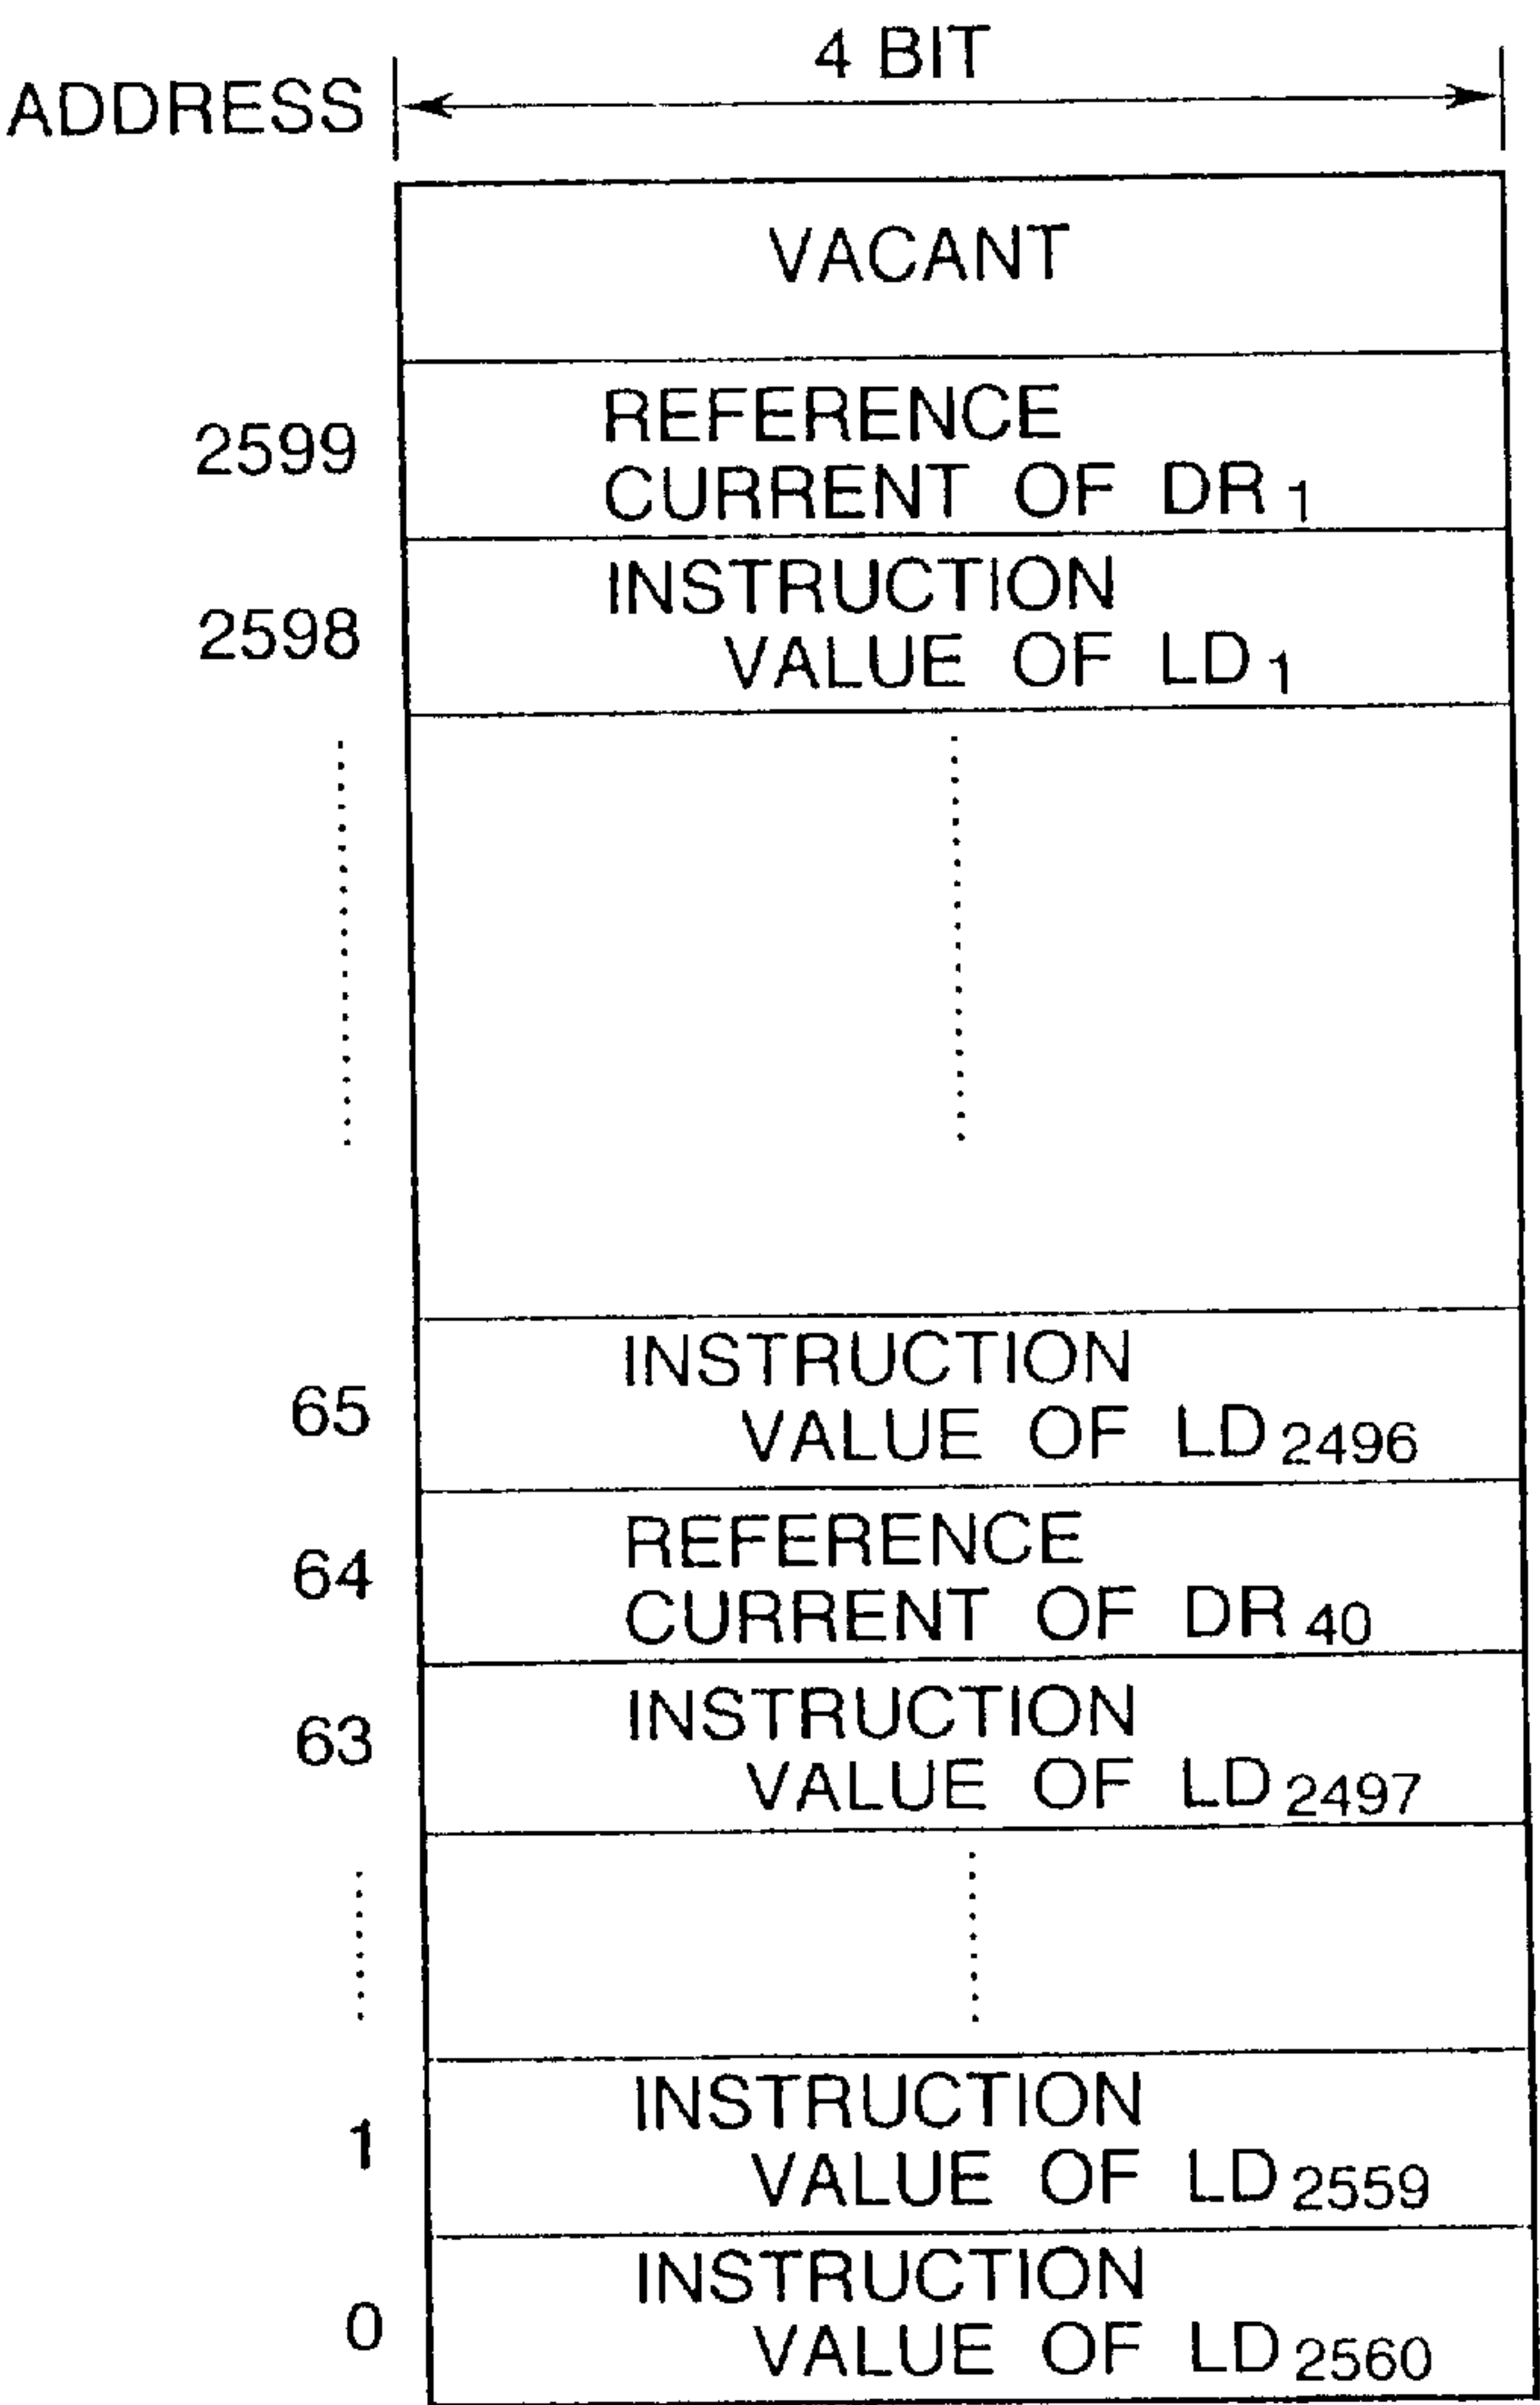 4 BIT
ADDRESS
VACANT
2599
REFERENCE
CURRENT OF DR1
2598
INSTRUCTION
VALUE OF LD1
65
INSTRUCTION
VALUE OF LD2496
64
REFERENCE
CURRENT OF DR40
63
INSTRUCTION
VALUE OF LD2497
1
INSTRUCTION
VALUE OF LD2559
0
INSTRUCTION
VALUE OF LD2560